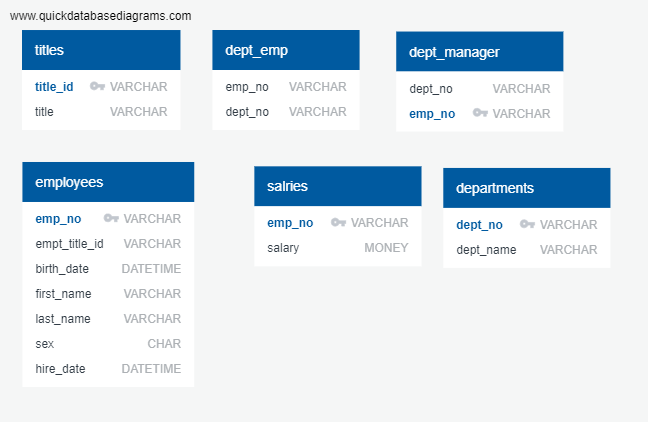 www.quickdatabasediagrams.com
titles
title_id VARCHAR
title VARCHAR
dept_emp
emp_no VARCHAR
dept_no VARCHAR
dept_manager
dept_no VARCHAR
emp_no VARCHAR
employees
emp_no VARCHAR
empt_title_id VARCHAR
birth_date DATETIME
first_name VARCHAR
last_name VARCHAR
sex CHAR
hire_date DATETIME
salries
emp_no VARCHAR
salary MONEY
departments
dept_no VARCHAR
dept_name VARCHAR